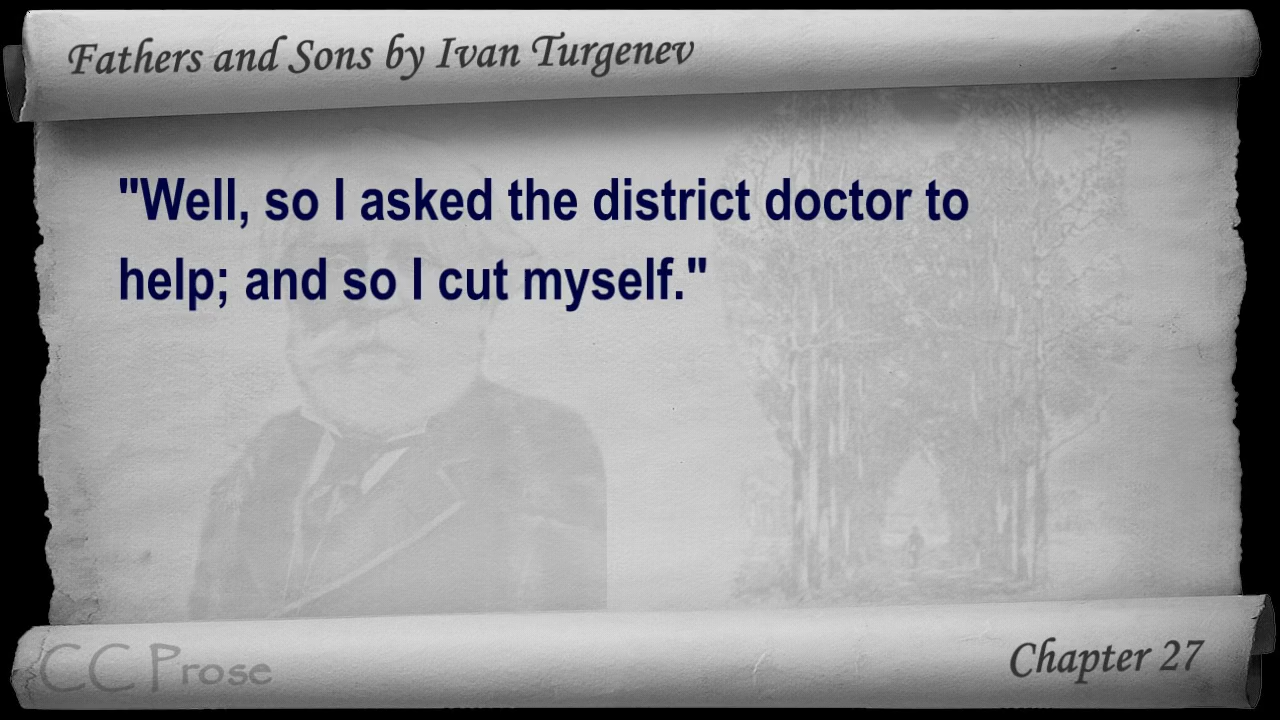 Fathers and Sons by Ivan Turgenev
"Well, so I asked the district doctor to
help; and so I cut myself."
CC Prose
Chapter 27